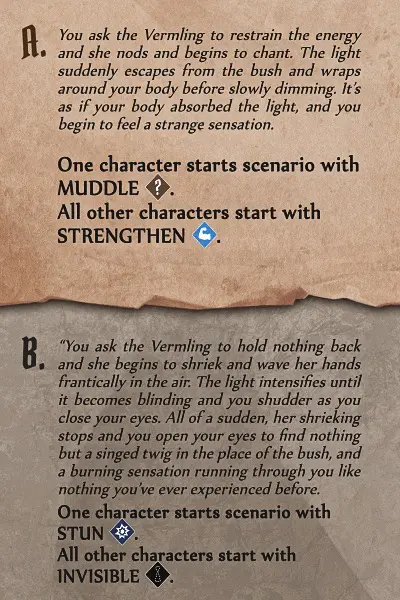 A.
You ask the Vermling to restrain the energy
and she nods and begins to chant. The light
suddenly escapes from the bush and wraps
around your body before slowly dimming. It's
as if your body absorbed the light, and you
begin to feel a strange sensation.
One character starts scenario with
MUDDLE ?.
All other characters start with
STRENGTHEN .
B.
"You ask the Vermling to hold nothing back
and she begins to shriek and wave her hands
frantically in the air. The light intensifies until
it becomes blinding and you shudder as you
close your eyes. All of a sudden, her shrieking
stops and you open your eyes to find nothing
but a singed twig in the place of the bush, and
a burning sensation running through you like
nothing you've ever experienced before.
One character starts scenario with
STUN .
All other characters start with
INVISIBLE .